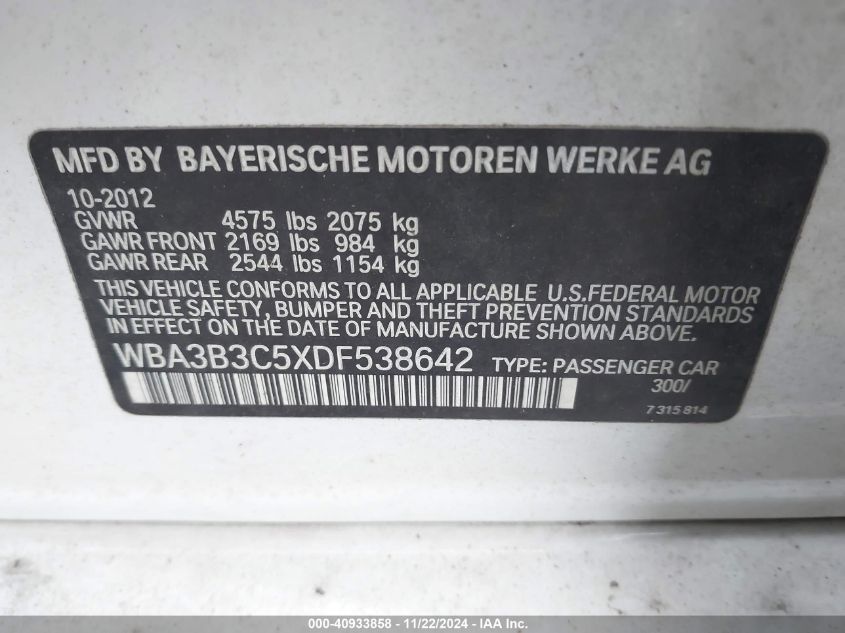 MFD BY BAYERISCHE MOTOREN WERKE AG
10-2012
GVWR 4575 lbs 2075 kg
GAWR FRONT 2169 lbs 984 kg
GAWR REAR 2544 lbs 1154 kg
THIS VEHICLE CONFORMS TO ALL APPLICABLE U.S.FEDERAL MOTOR
VEHICLE SAFETY, BUMPER AND THEFT PREVENTION STANDARDS
IN EFFECT ON THE DATE OF MANUFACTURE SHOWN ABOVE.
WBA3B3C5XDF538642 TYPE: PASSENGER CAR
300/
7 315 814
000-40933858 - 11/22/2024 - IAA Inc.